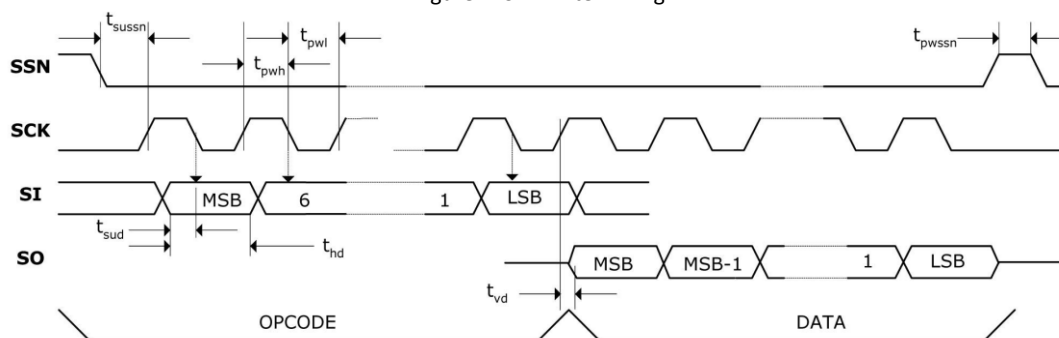 t_sussn t_pwl t_pwssn
t_pwh
SSN
SCK
SI MSB 6 1 LSB
t_sud t_hd
SO MSB MSB-1 1 LSB
t_vd
OPCODE DATA